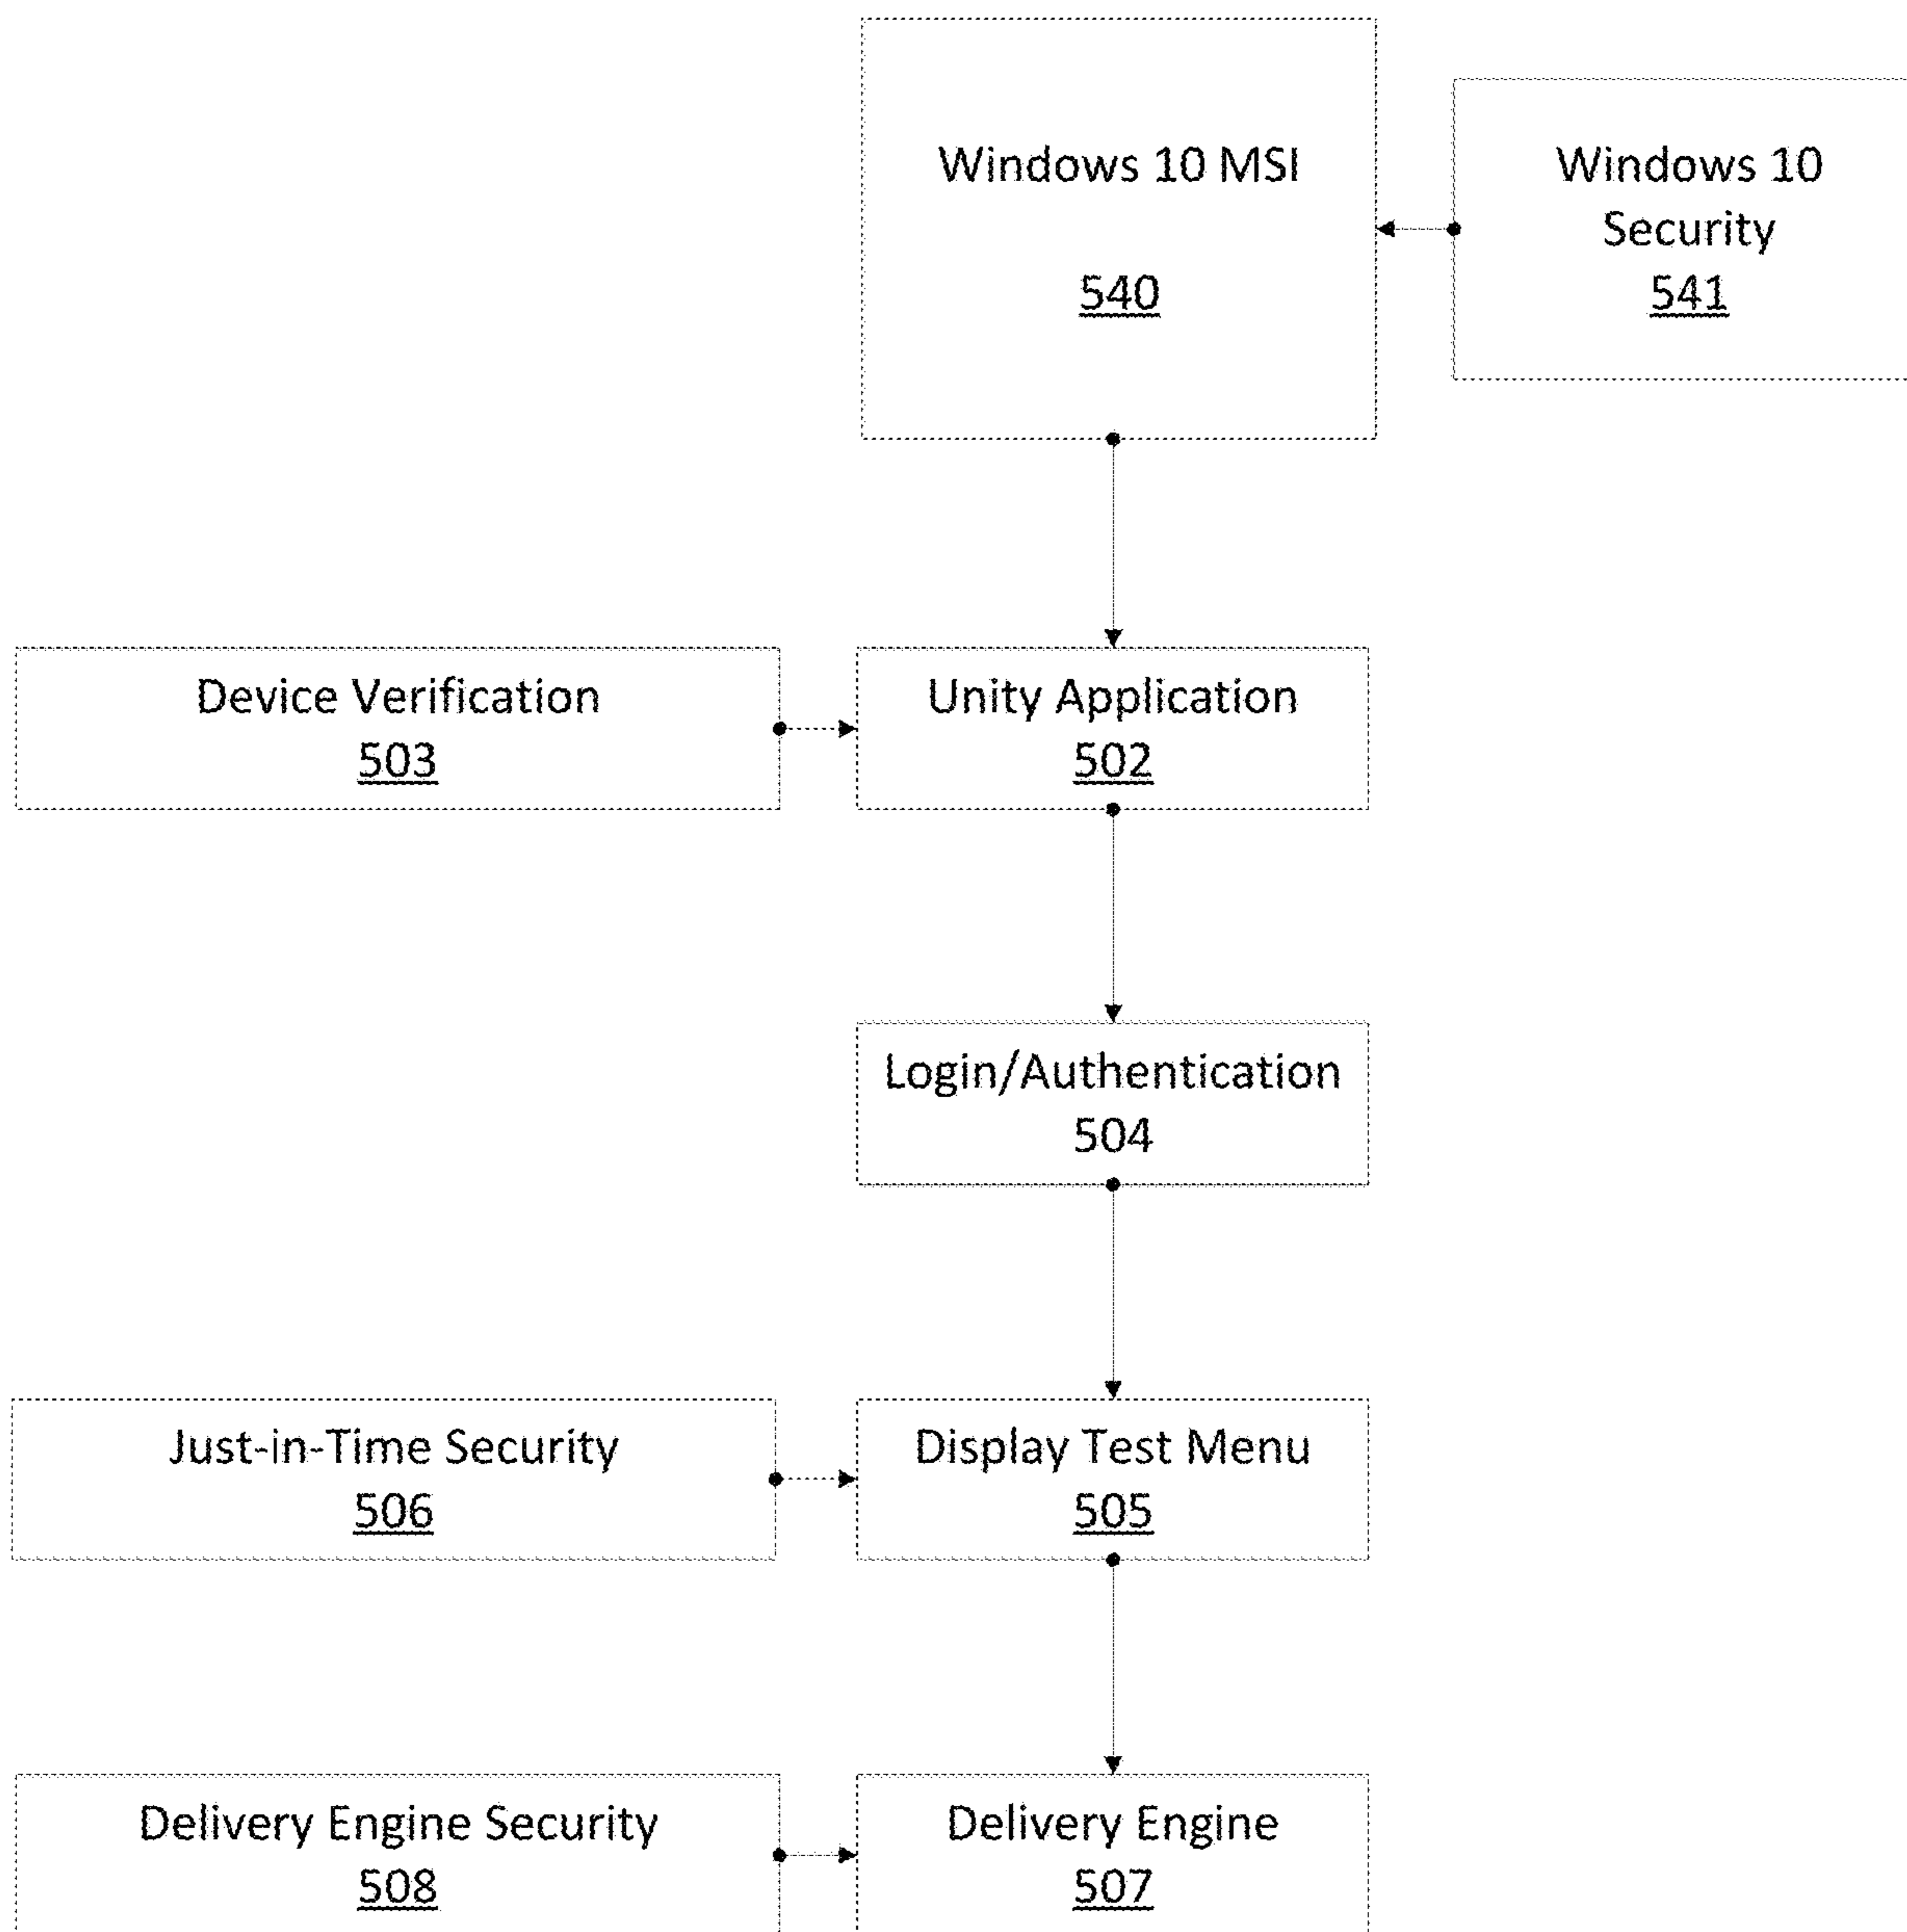 Windows 10 MSI
540
Windows 10
Security
541
Device Verification
503
Unity Application
502
Login/Authentication
504
Just-in-Time Security
506
Display Test Menu
505
Delivery Engine Security
508
Delivery Engine
507